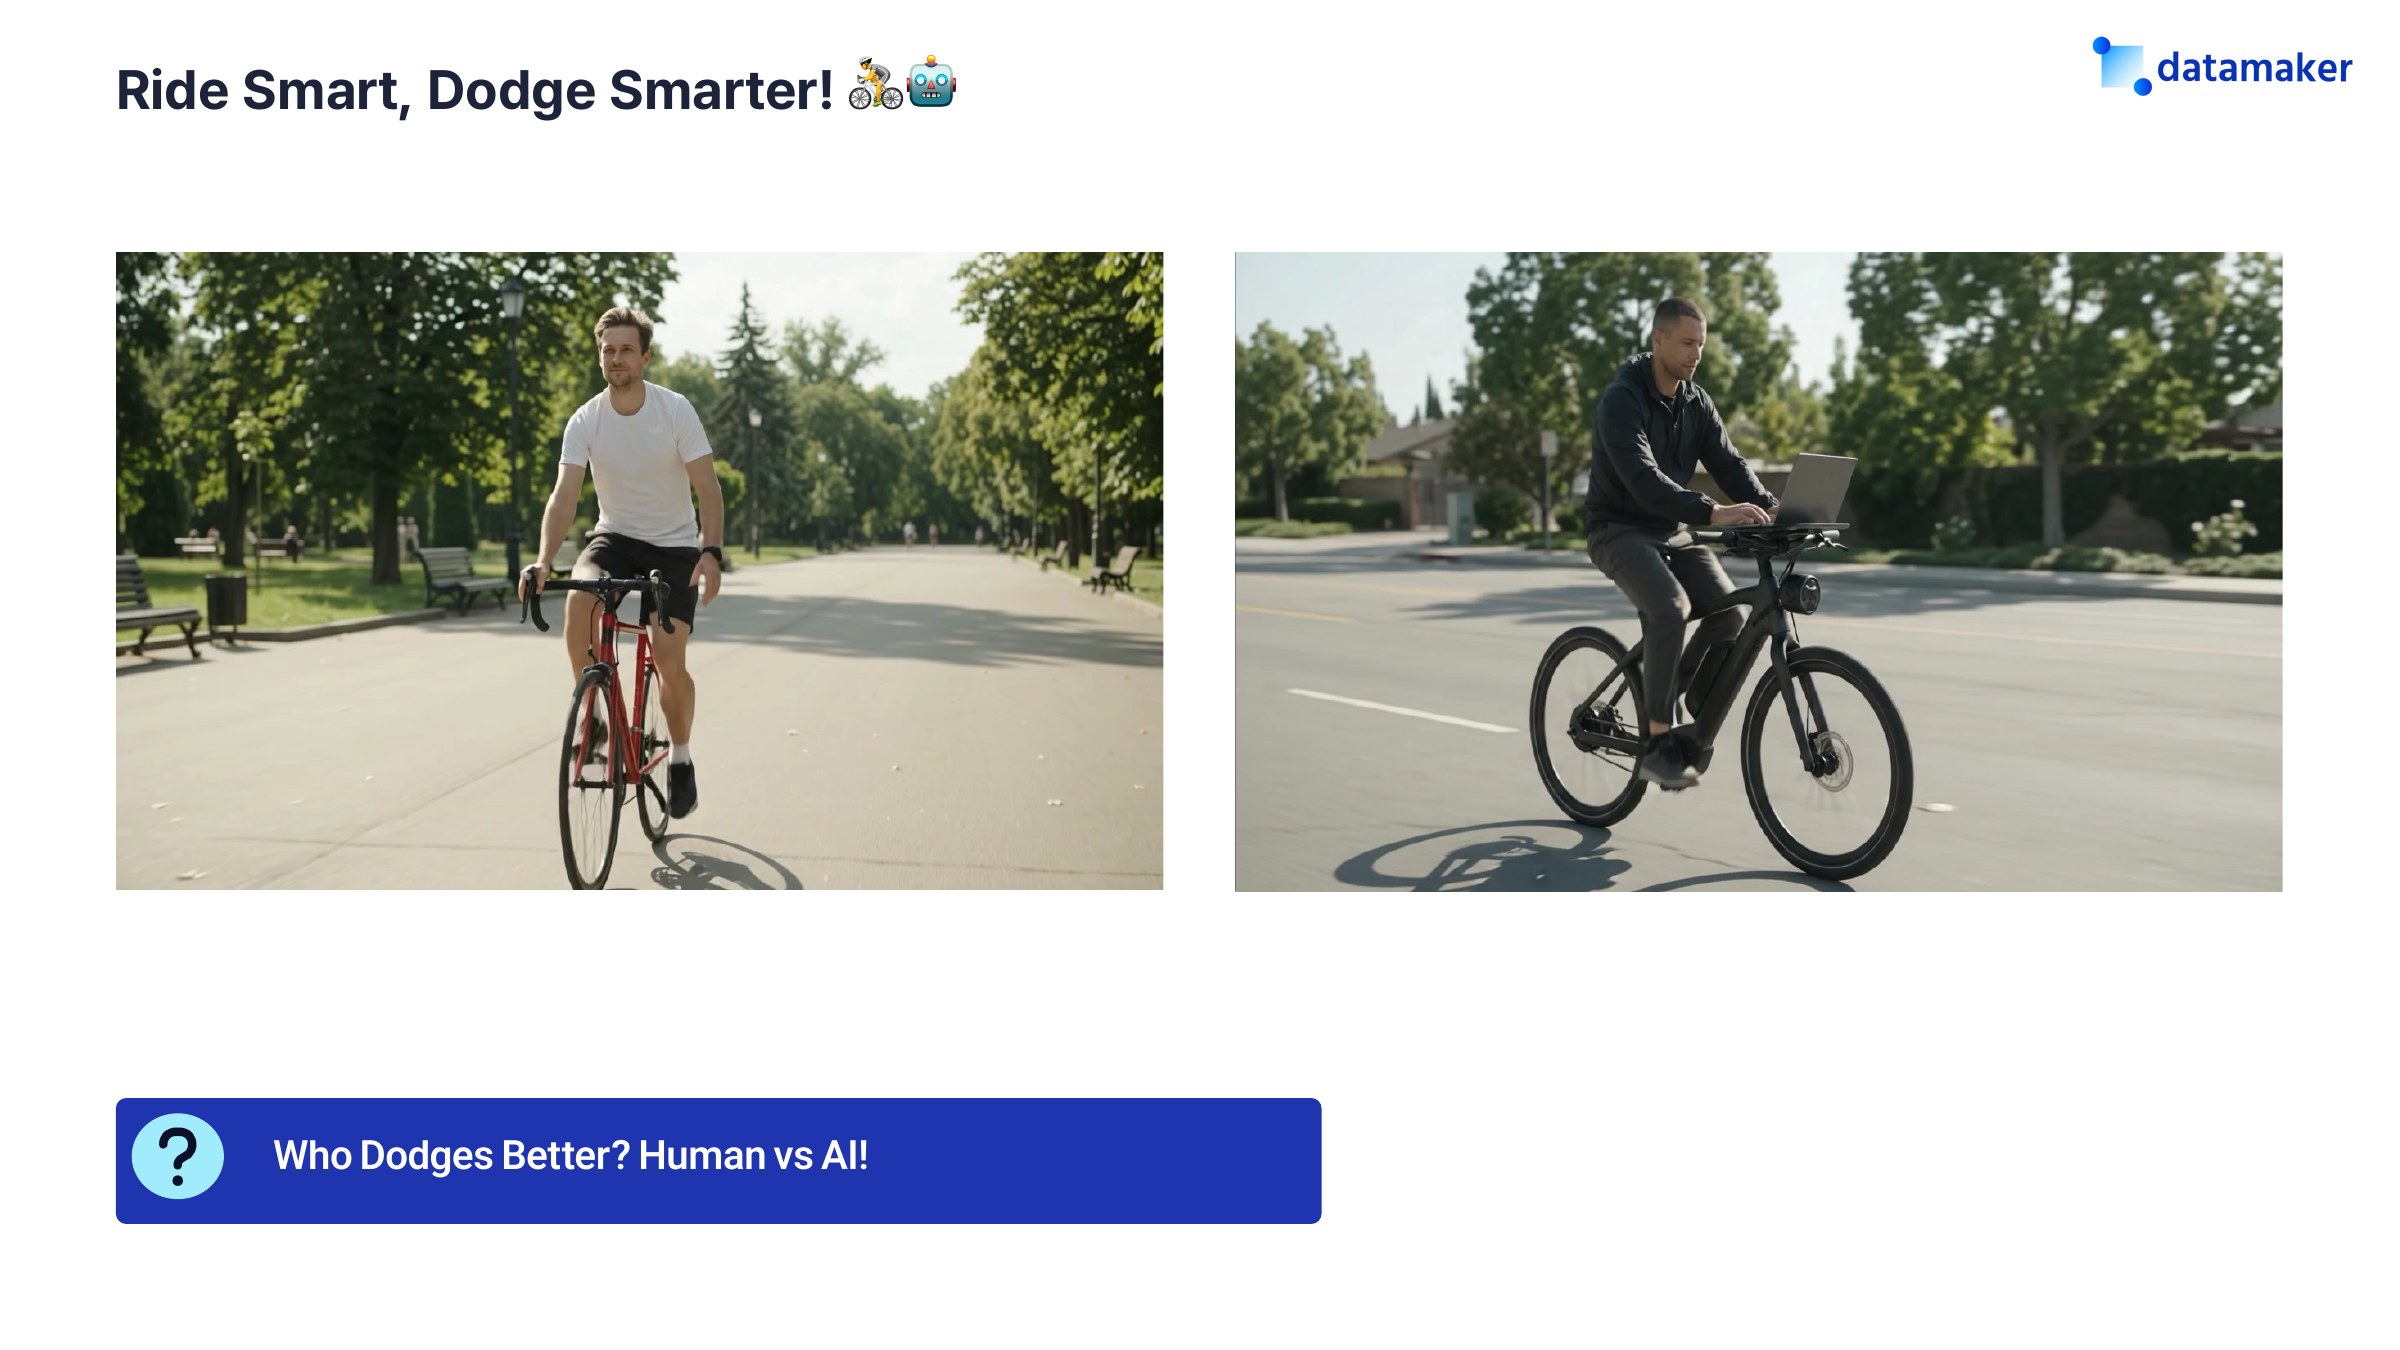 Ride Smart, Dodge Smarter! 🚴🤖
datamaker
?
Who Dodges Better? Human vs AI!